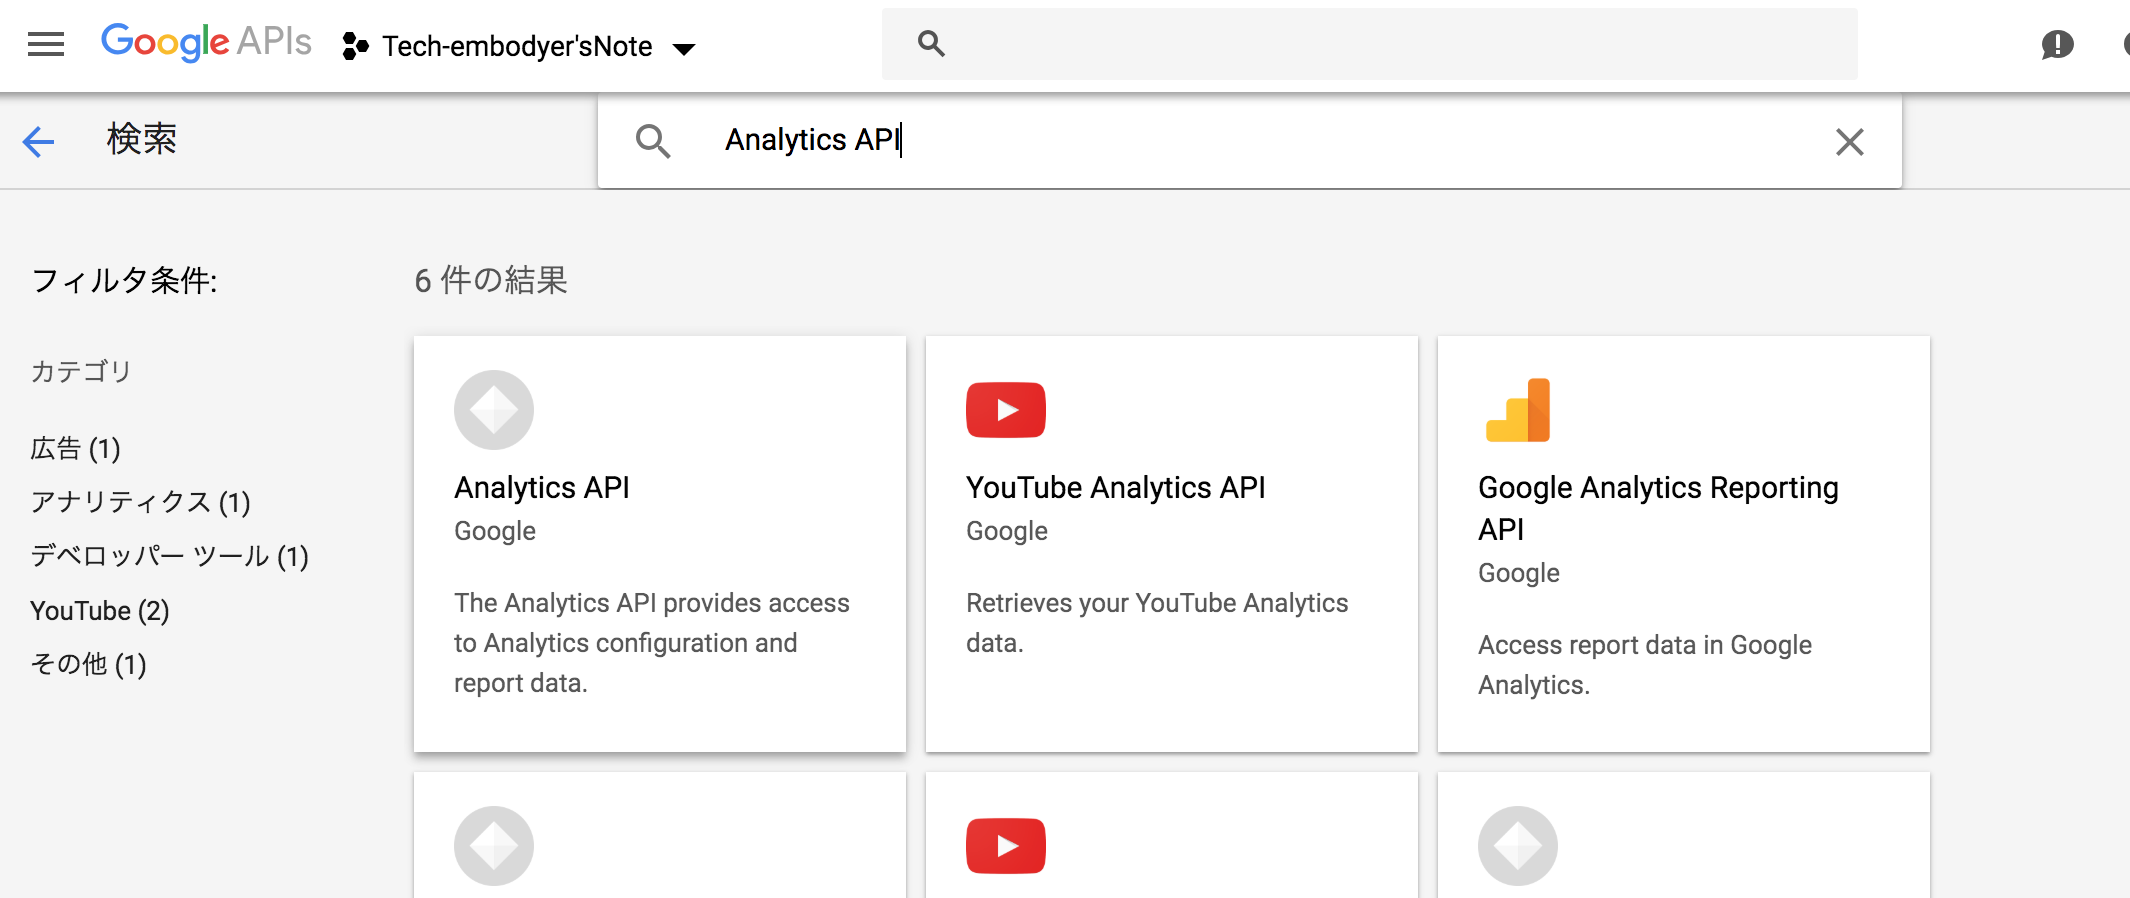 Google APIs Tech-embodyer'sNote
検索 Analytics API
フィルタ条件:
6 件の結果
カテゴリ
広告 (1)
アナリティクス (1)
デベロッパー ツール (1)
YouTube (2)
その他 (1)
Analytics API
Google
The Analytics API provides access
to Analytics configuration and
report data.
YouTube Analytics API
Google
Retrieves your YouTube Analytics
data.
Google Analytics Reporting
API
Google
Access report data in Google
Analytics.